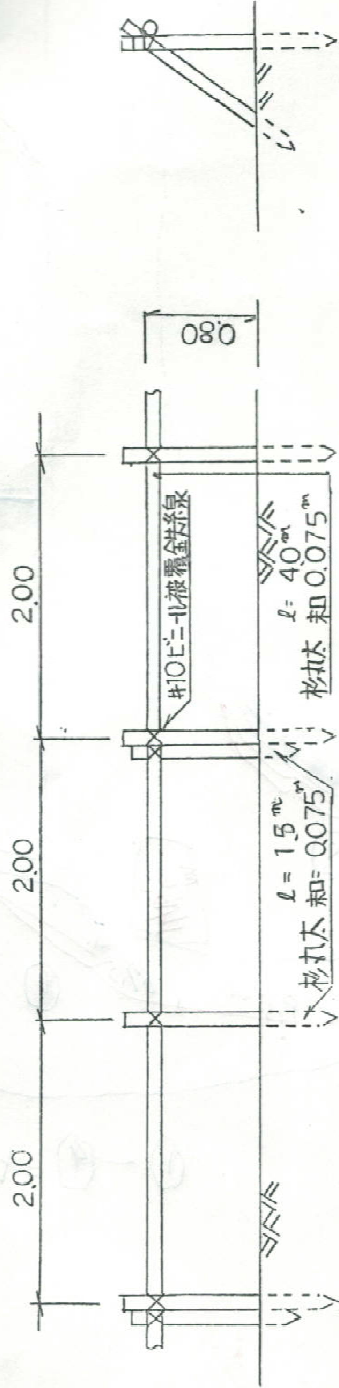 2.00
2.00
2.00
0.80
#10ビニール被覆鉄線
l = 1.5m
杉丸太 末口= 0.075m
l = 4.0m
杉丸太 末口 0.075m